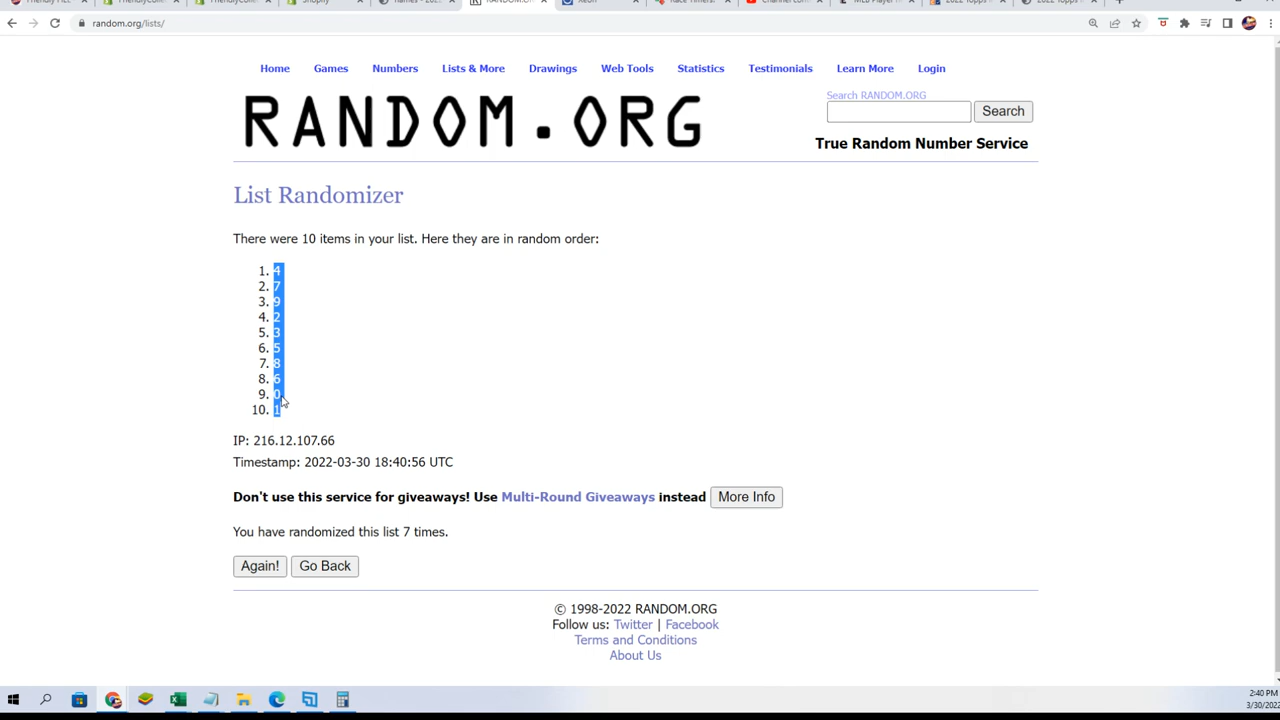 Shopify
random.org/lists/
Home Games Numbers Lists & More Drawings Web Tools Statistics Testimonials Learn More Login
Search RANDOM.ORG
RANDOM.ORG
Search
True Random Number Service
List Randomizer
There were 10 items in your list. Here they are in random order:
1. 4
2. 7
3. 9
4. 2
5. 3
6. 5
7. 8
8. 6
9. 0
10. 1
IP: 216.12.107.66
Timestamp: 2022-03-30 18:40:56 UTC
Don't use this service for giveaways! Use Multi-Round Giveaways instead More Info
You have randomized this list 7 times.
Again! Go Back
© 1998-2022 RANDOM.ORG
Follow us: Twitter | Facebook
Terms and Conditions
About Us
2:40 PM
3/30/202